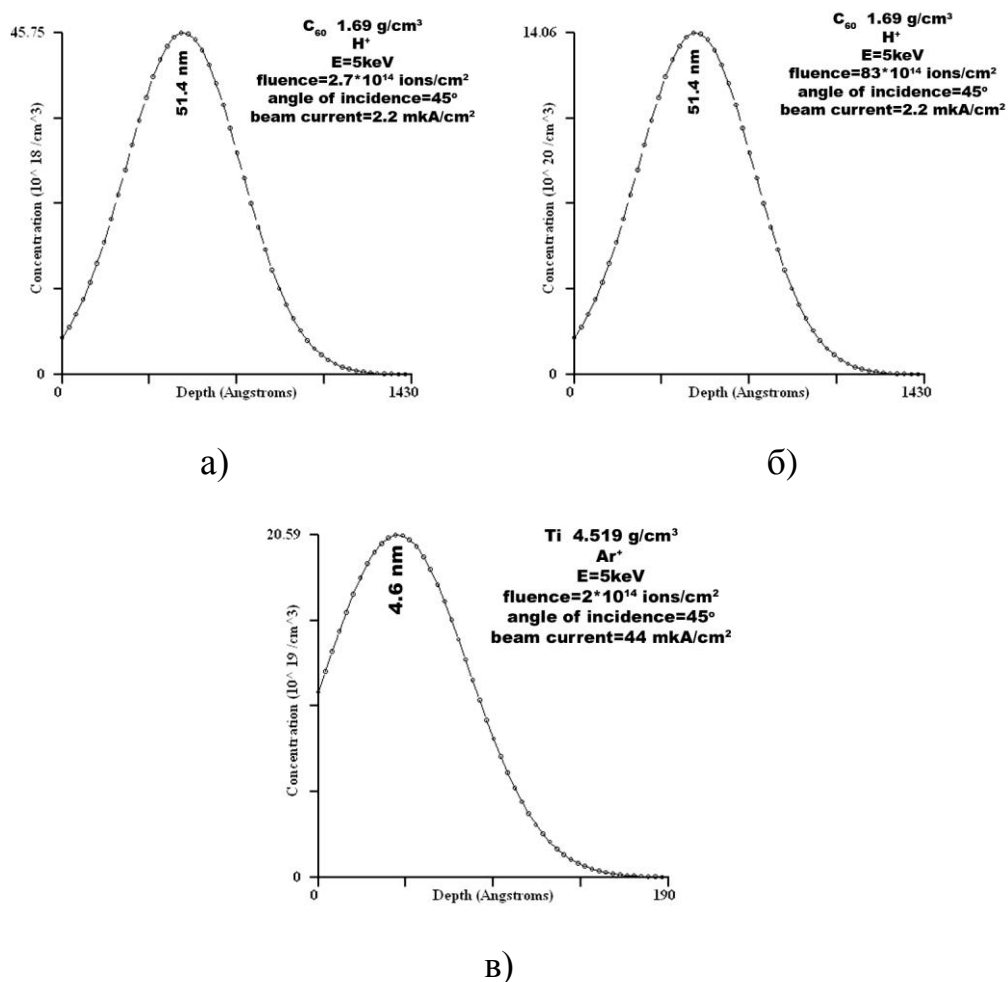 45.75
C₆₀ 1.69 g/cm³
H⁺
E=5keV
fluence=2.7*10¹⁴ ions/cm²
angle of incidence=45°
beam current=2.2 mkA/cm²
51.4 nm
Concentration (10^ 18 /cm^3)
0
0
Depth (Angstroms)
1430
а)
14.06
C₆₀ 1.69 g/cm³
H⁺
E=5keV
fluence=83*10¹⁴ ions/cm²
angle of incidence=45°
beam current=2.2 mkA/cm²
51.4 nm
Concentration (10^ 20 /cm^3)
0
0
Depth (Angstroms)
1430
б)
20.59
Ti 4.519 g/cm³
Ar⁺
E=5keV
fluence=2*10¹⁴ ions/cm²
angle of incidence=45°
beam current=44 mkA/cm²
4.6 nm
Concentration (10^ 19 /cm^3)
0
0
Depth (Angstroms)
190
в)